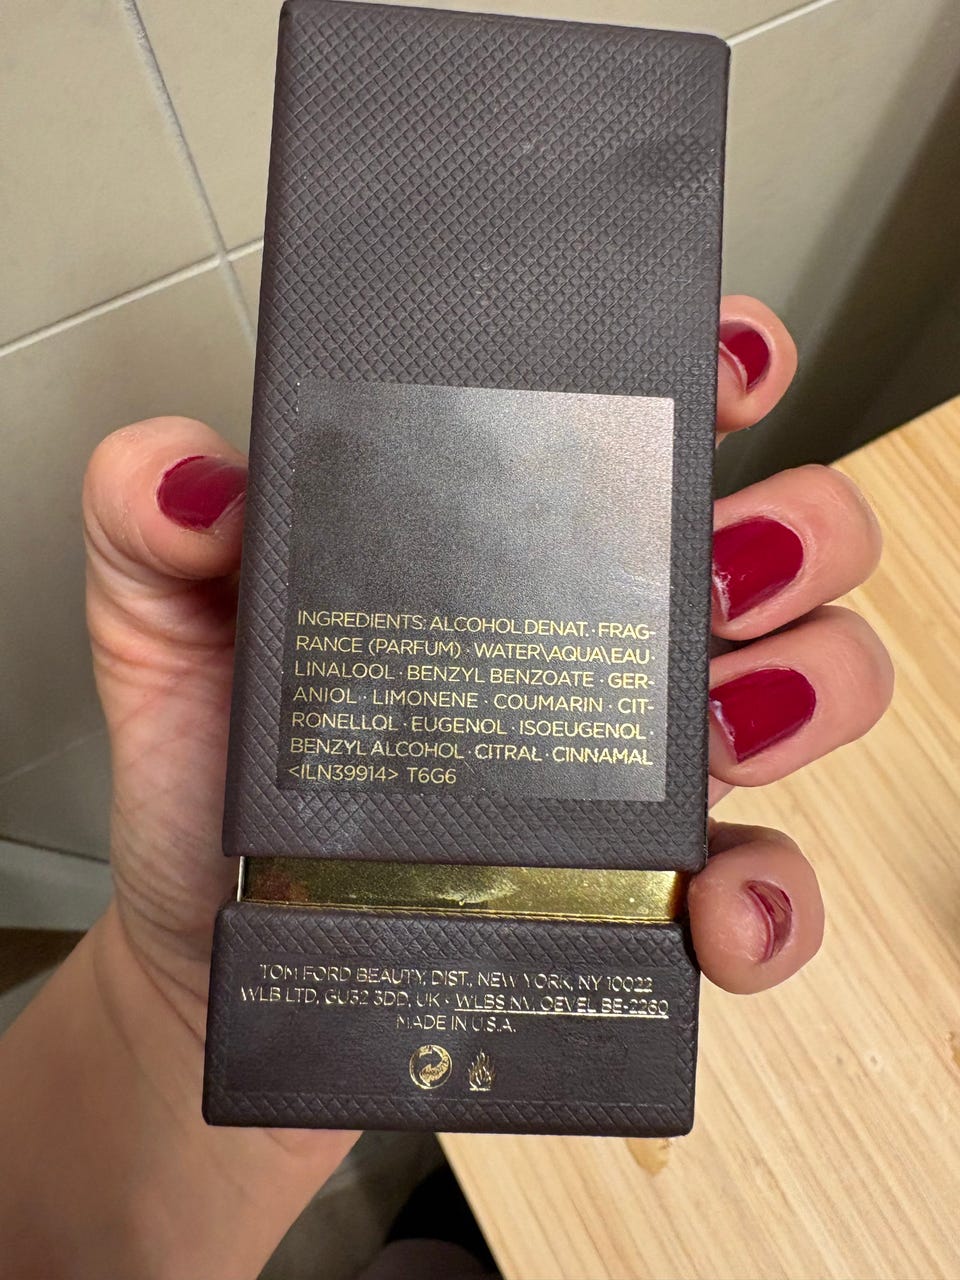 INGREDIENTS: ALCOHOL DENAT. · FRAG-
RANCE (PARFUM) · WATER\AQUA\EAU ·
LINALOOL · BENZYL BENZOATE · GER-
ANIOL · LIMONENE · COUMARIN · CIT-
RONELLOL · EUGENOL · ISOEUGENOL ·
BENZYL ALCOHOL · CITRAL · CINNAMAL
<ILN39914> T6G6
TOM FORD BEAUTY, DIST., NEW YORK, NY 10022
WLB LTD, GU32 3DD, UK · WLBS NV, OEVEL BE-2260
MADE IN U.S.A.